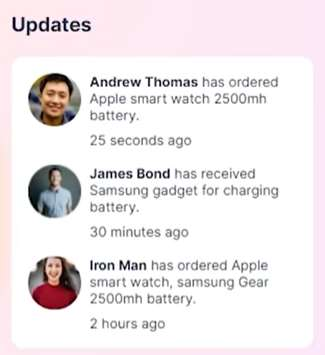 Updates
Andrew Thomas has ordered
Apple smart watch 2500mh
battery.
25 seconds ago
James Bond has received
Samsung gadget for charging
battery.
30 minutes ago
Iron Man has ordered Apple
smart watch, samsung Gear
2500mh battery.
2 hours ago